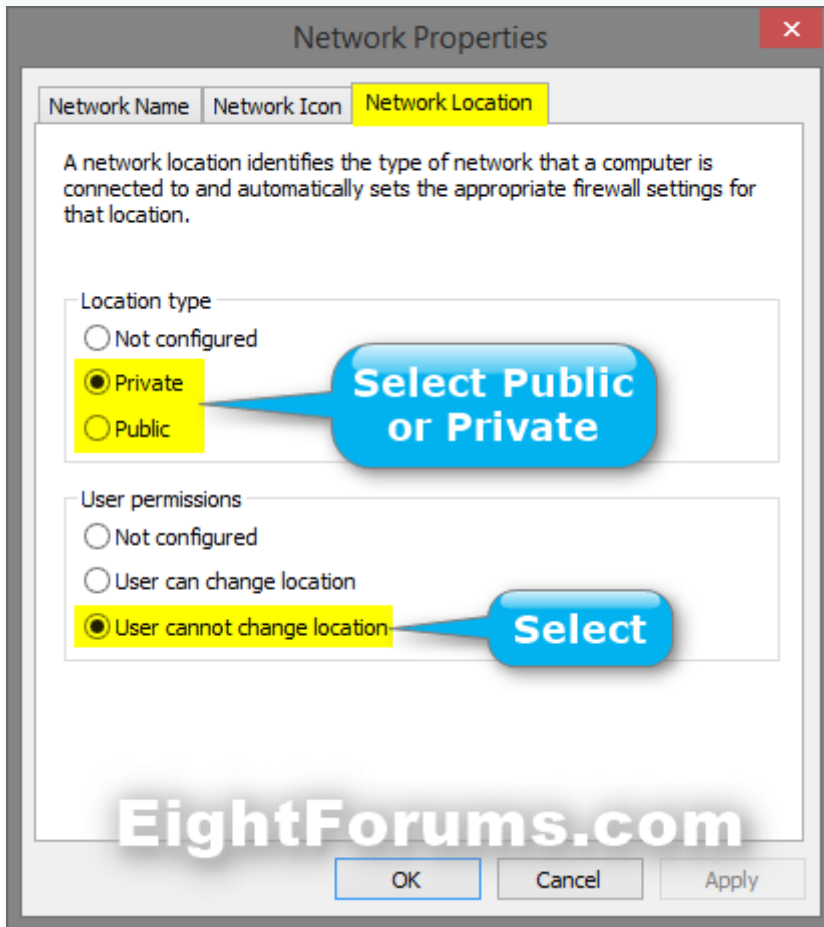 Network Properties
Network Name
Network Icon
Network Location
A network location identifies the type of network that a computer is
connected to and automatically sets the appropriate firewall settings for
that location.
Location type
Not configured
Private
Public
Select Public
or Private
User permissions
Not configured
User can change location
User cannot change location
Select
EightForums.com
OK
Cancel
Apply